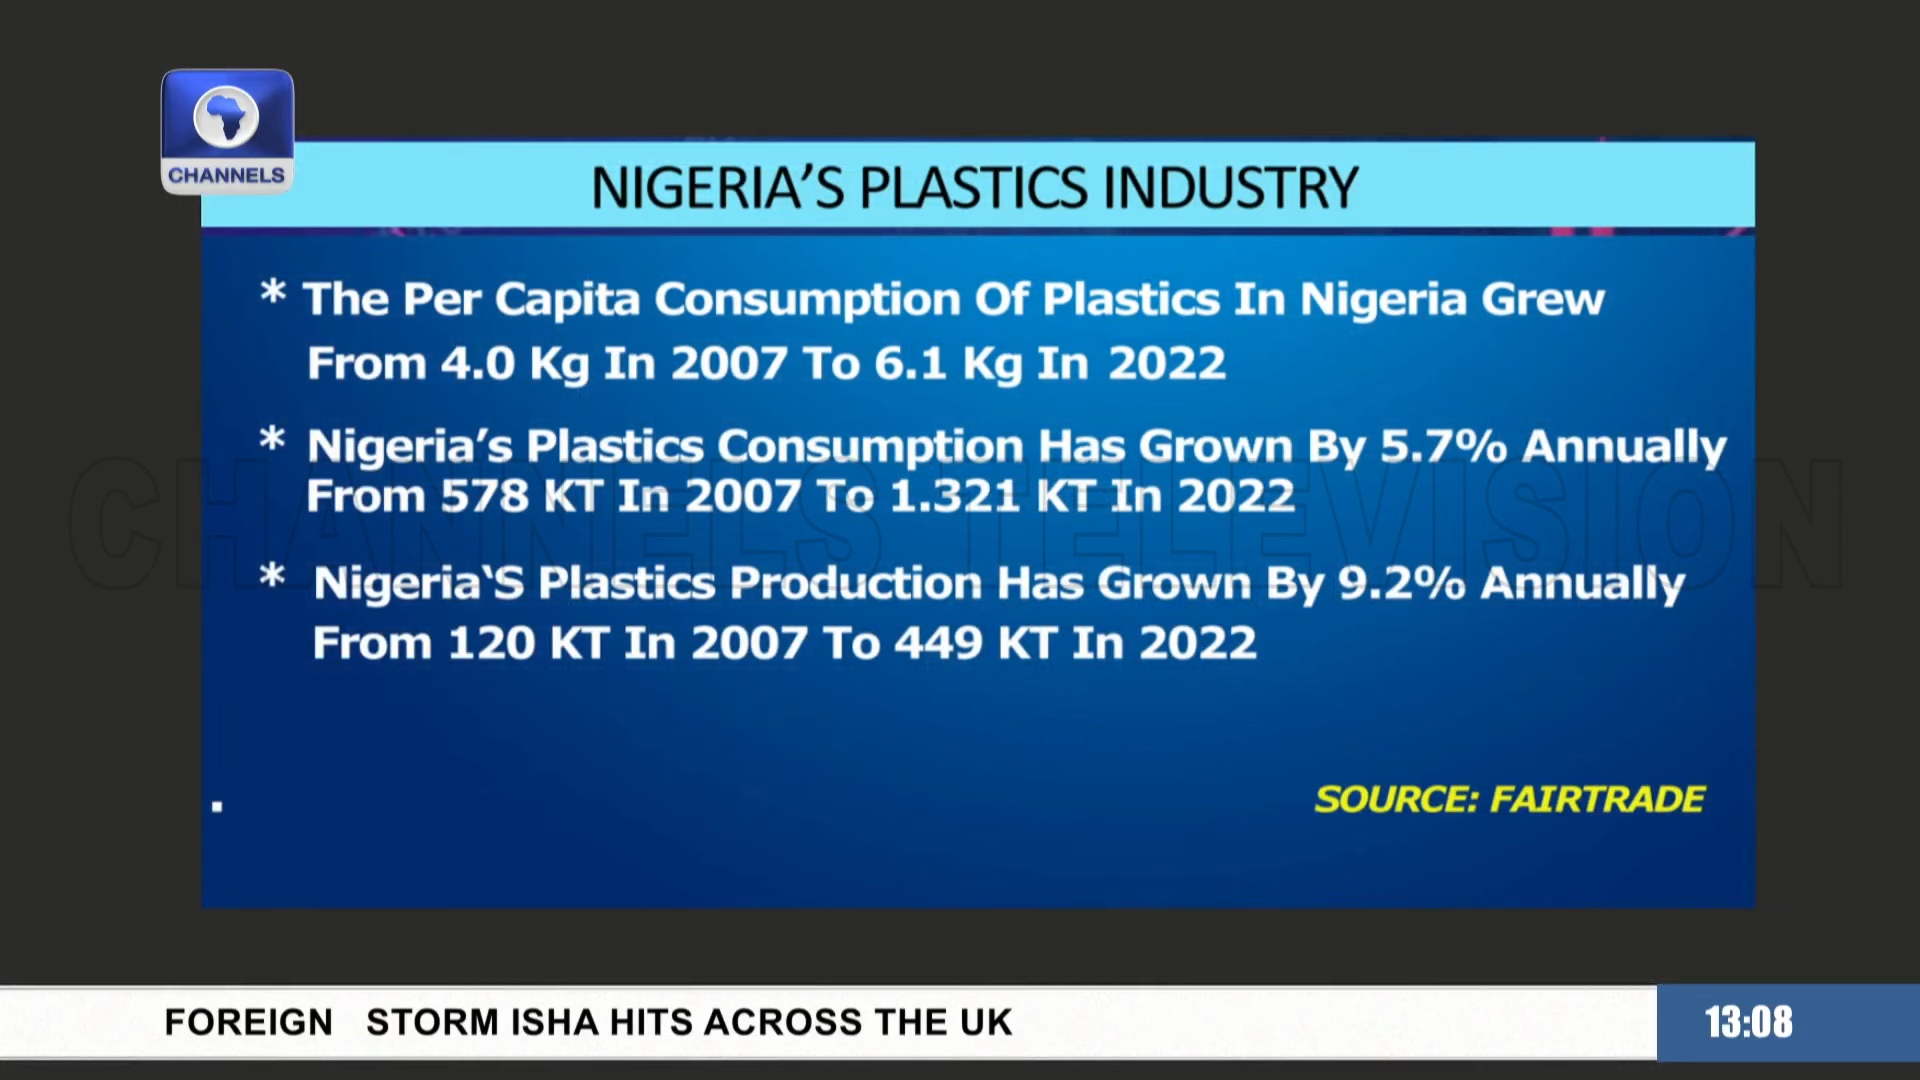 CHANNELS
NIGERIA’S PLASTICS INDUSTRY
* The Per Capita Consumption Of Plastics In Nigeria Grew
From 4.0 Kg In 2007 To 6.1 Kg In 2022
* Nigeria’s Plastics Consumption Has Grown By 5.7% Annually
From 578 KT In 2007 To 1.321 KT In 2022
CHANNELS TELEVISION
* Nigeria‘S Plastics Production Has Grown By 9.2% Annually
From 120 KT In 2007 To 449 KT In 2022
SOURCE: FAIRTRADE
FOREIGN STORM ISHA HITS ACROSS THE UK
13:08